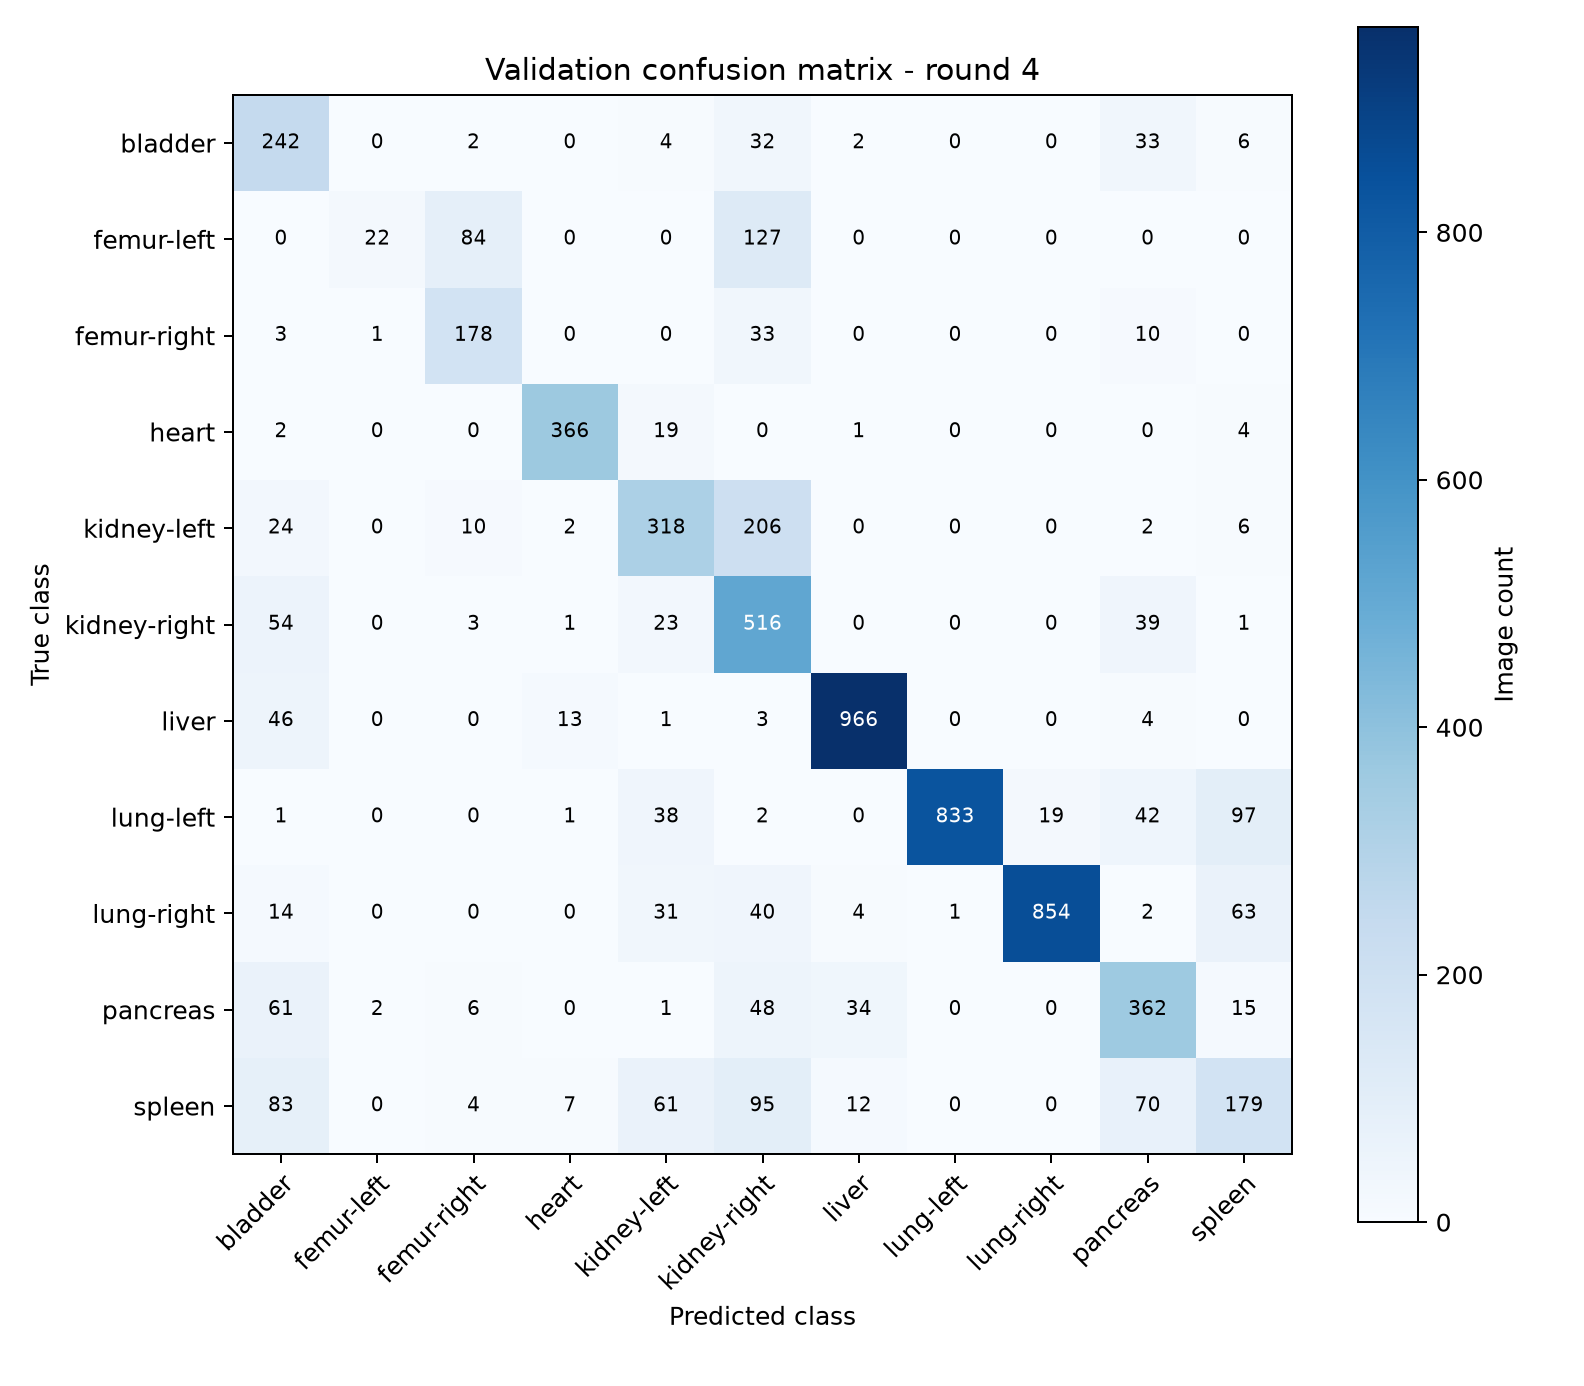 Validation confusion matrix - round 4
bladder 242 0 2 0 4 32 2 0 0 33 6
femur-left 0 22 84 0 0 127 0 0 0 0 0
femur-right 3 1 178 0 0 33 0 0 0 10 0
heart 2 0 0 366 19 0 1 0 0 0 4
kidney-left 24 0 10 2 318 206 0 0 0 2 6
kidney-right 54 0 3 1 23 516 0 0 0 39 1
liver 46 0 0 13 1 3 966 0 0 4 0
lung-left 1 0 0 1 38 2 0 833 19 42 97
lung-right 14 0 0 0 31 40 4 1 854 2 63
pancreas 61 2 6 0 1 48 34 0 0 362 15
spleen 83 0 4 7 61 95 12 0 0 70 179
bladder femur-left femur-right heart kidney-left kidney-right liver lung-left lung-right pancreas spleen
Predicted class
True class
800
600
400
200
0
Image count